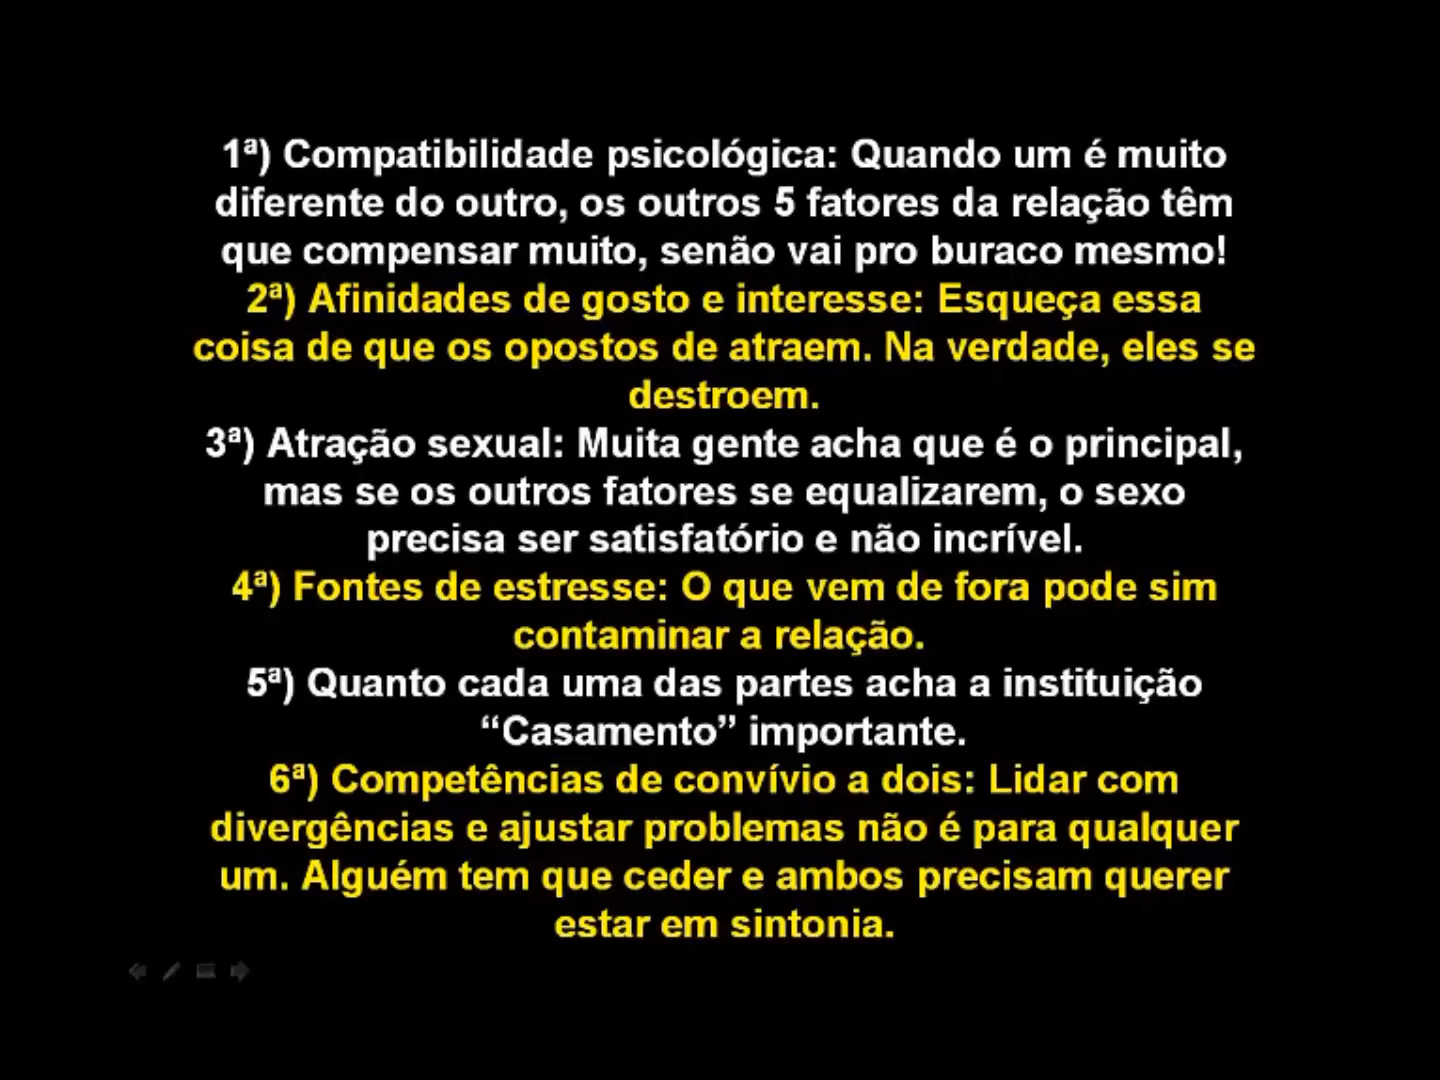 1ª) Compatibilidade psicológica: Quando um é muito
diferente do outro, os outros 5 fatores da relação têm
que compensar muito, senão vai pro buraco mesmo!
2ª) Afinidades de gosto e interesse: Esqueça essa
coisa de que os opostos de atraem. Na verdade, eles se
destroem.
3ª) Atração sexual: Muita gente acha que é o principal,
mas se os outros fatores se equalizarem, o sexo
precisa ser satisfatório e não incrível.
4ª) Fontes de estresse: O que vem de fora pode sim
contaminar a relação.
5ª) Quanto cada uma das partes acha a instituição
“Casamento” importante.
6ª) Competências de convívio a dois: Lidar com
divergências e ajustar problemas não é para qualquer
um. Alguém tem que ceder e ambos precisam querer
estar em sintonia.